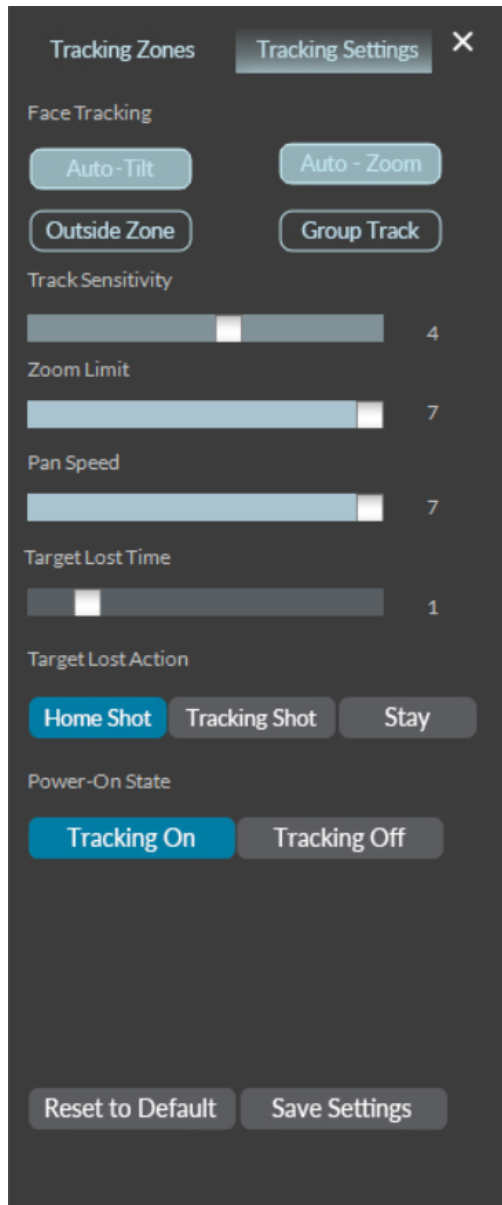 Tracking Zones Tracking Settings ×
Face Tracking
Auto-Tilt Auto - Zoom
Outside Zone Group Track
Track Sensitivity
4
Zoom Limit
7
Pan Speed
7
Target Lost Time
1
Target Lost Action
Home Shot Tracking Shot Stay
Power-On State
Tracking On Tracking Off
Reset to Default Save Settings